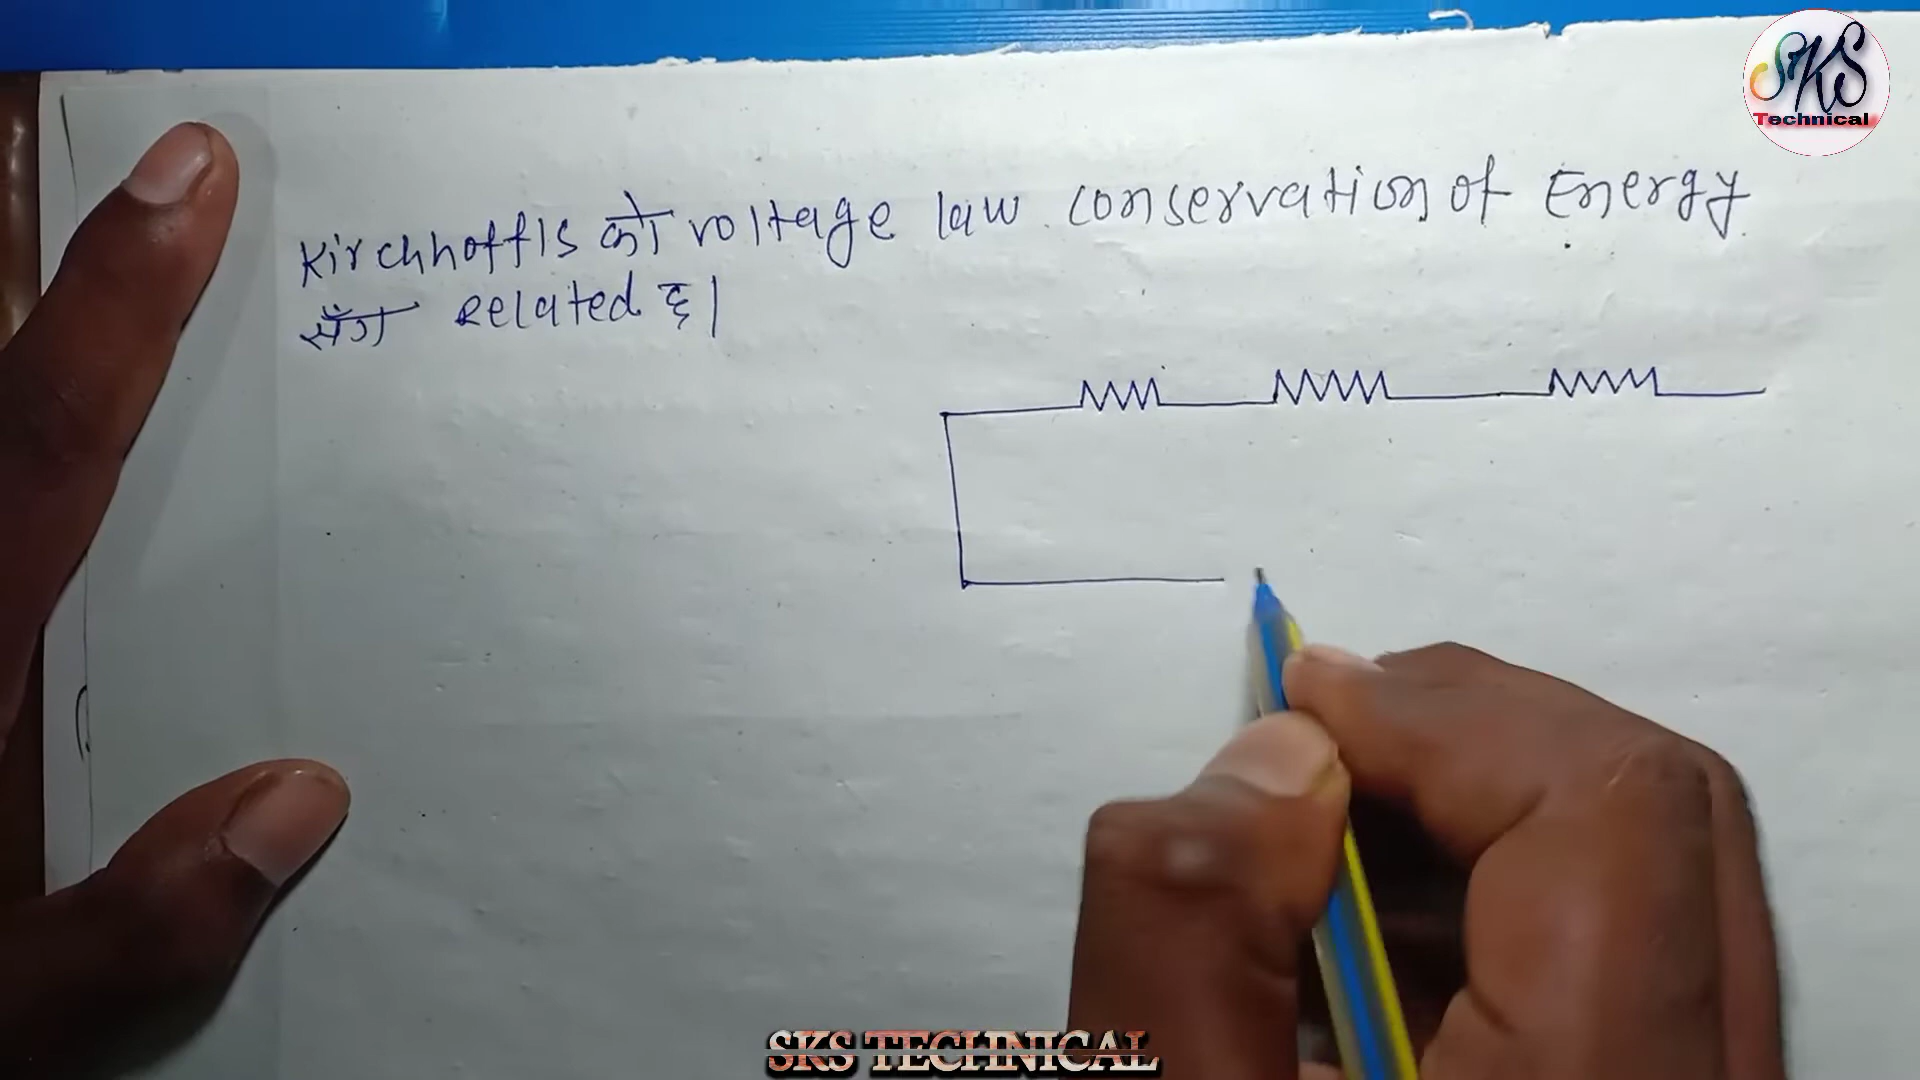 Kirchhoff's को voltage law conservation of Energy
सँग related छ।
SKS
Technical
SKS TECHNICAL